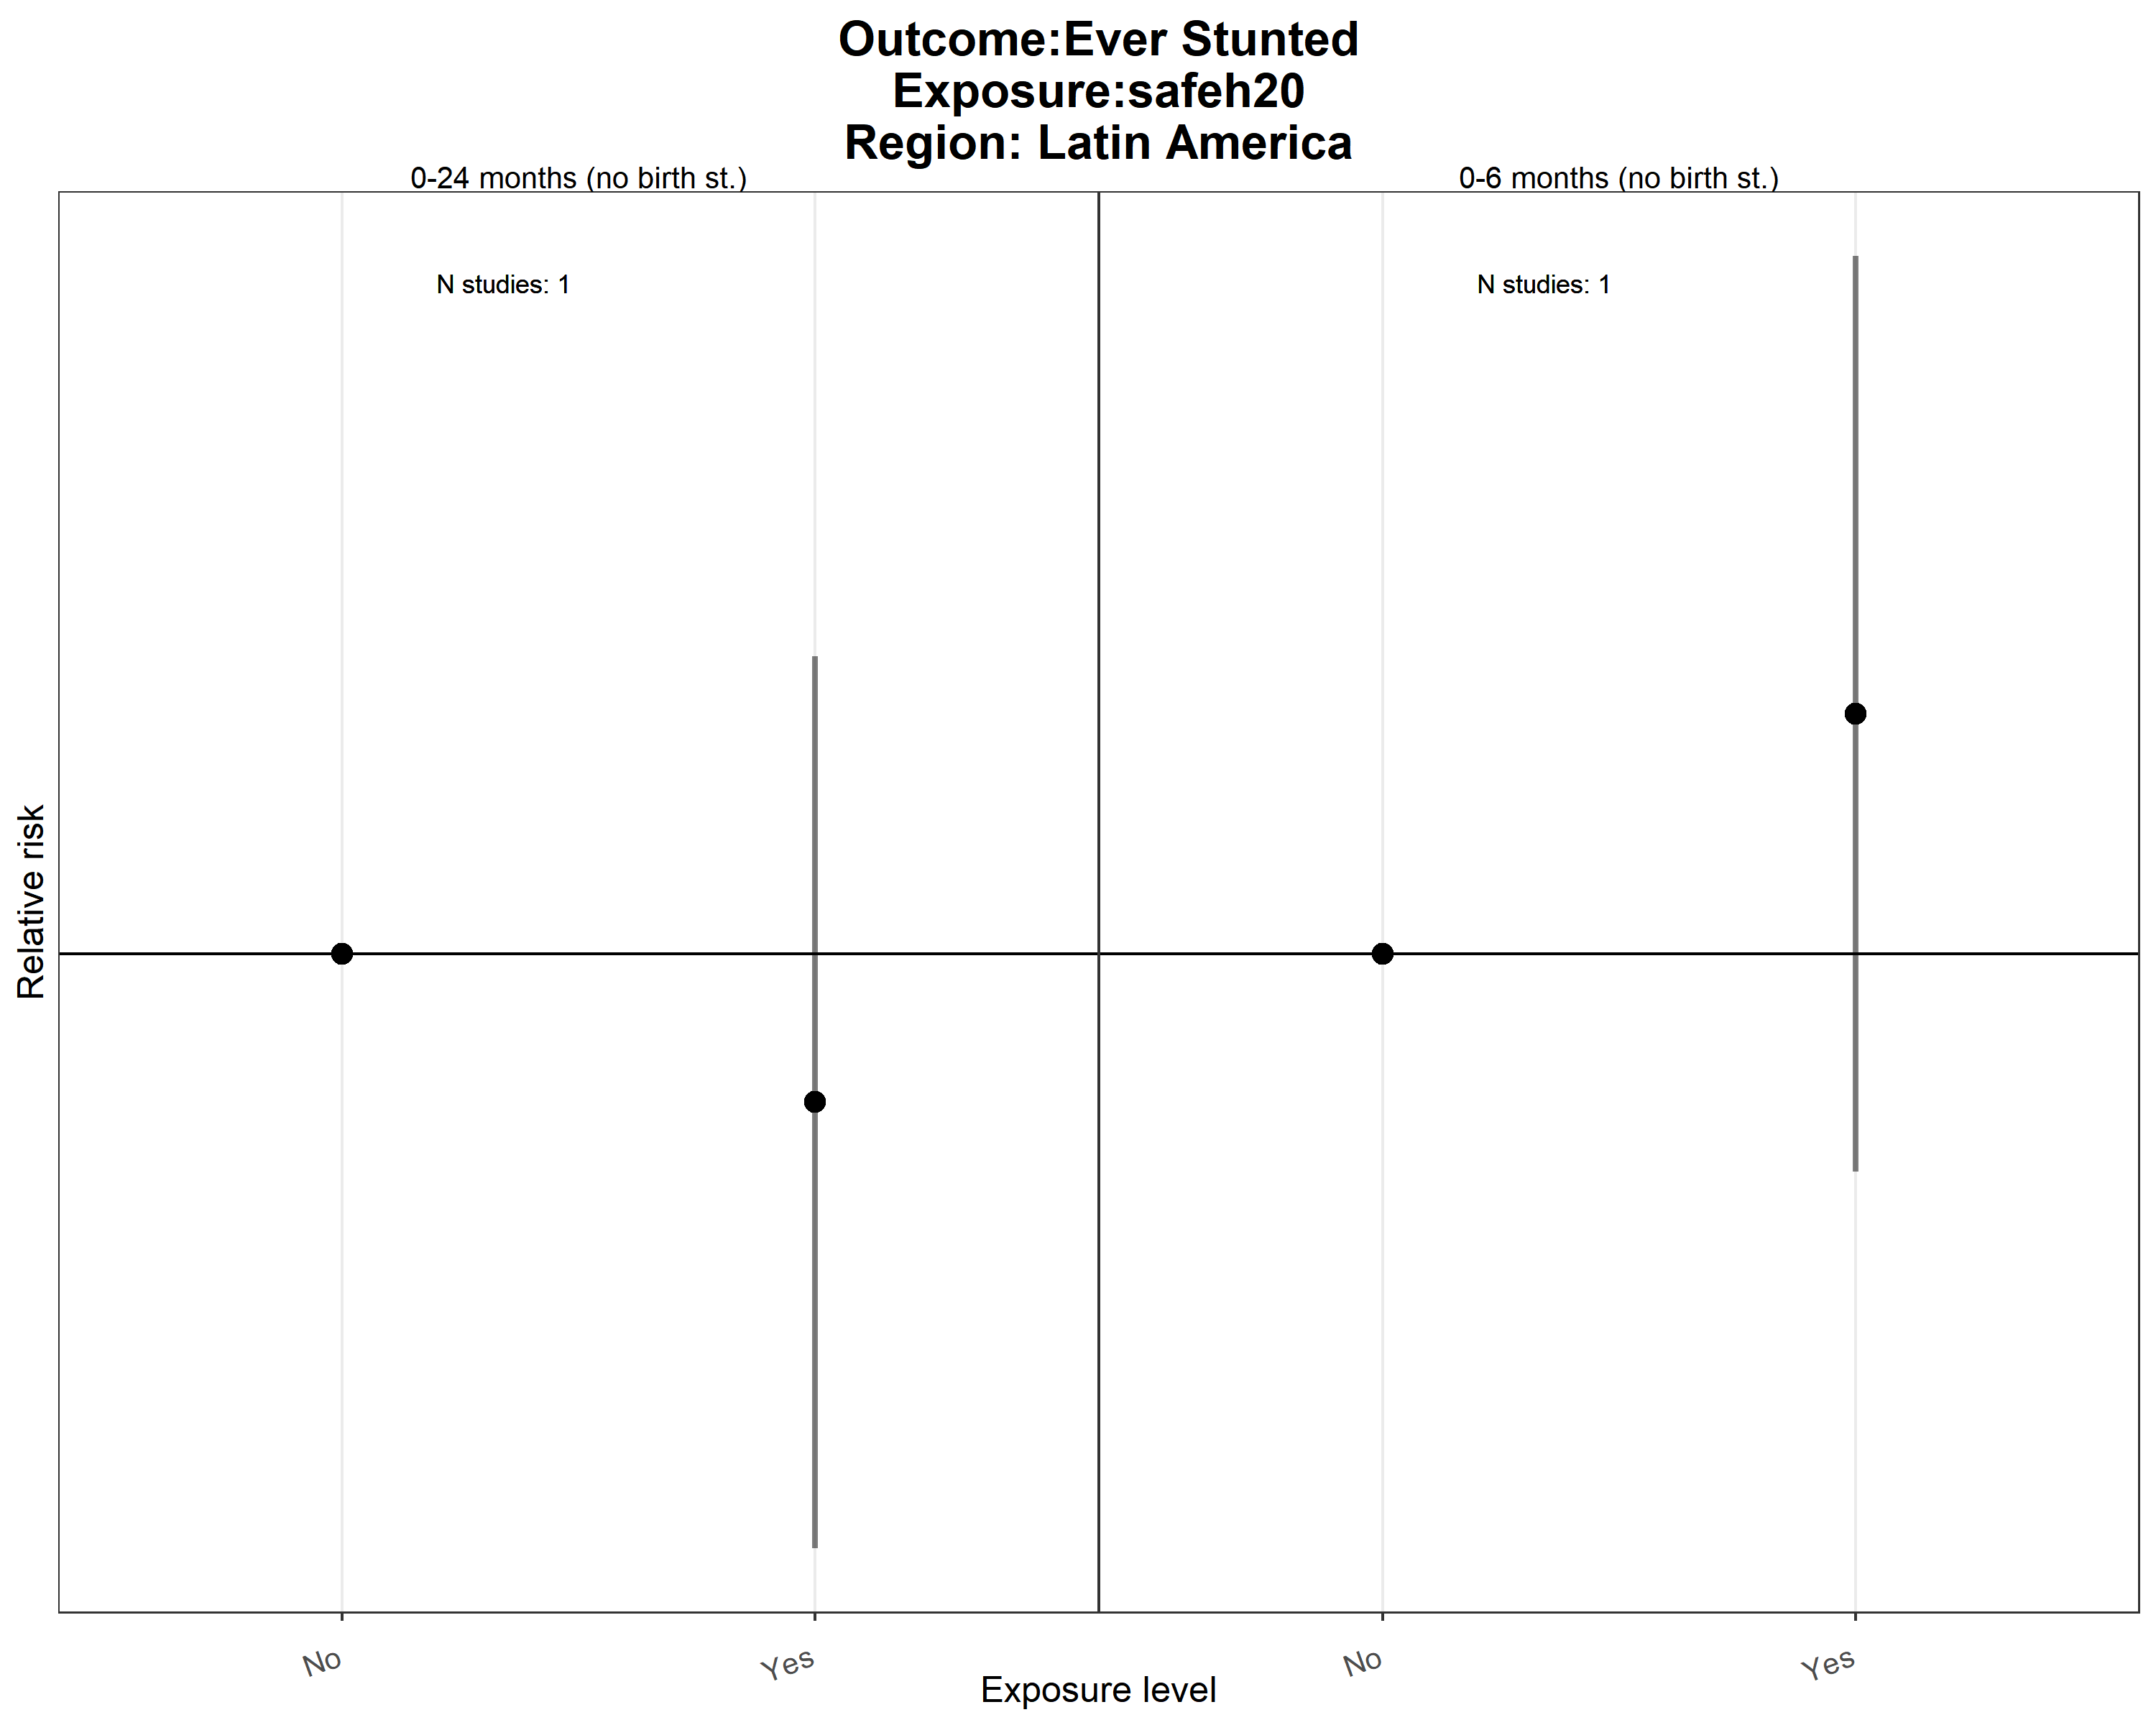 Outcome:Ever Stunted
Exposure:safeh20
Region: Latin America
0-24 months (no birth st.)
0-6 months (no birth st.)
N studies: 1
N studies: 1
Relative risk
No
Yes
No
Yes
Exposure level